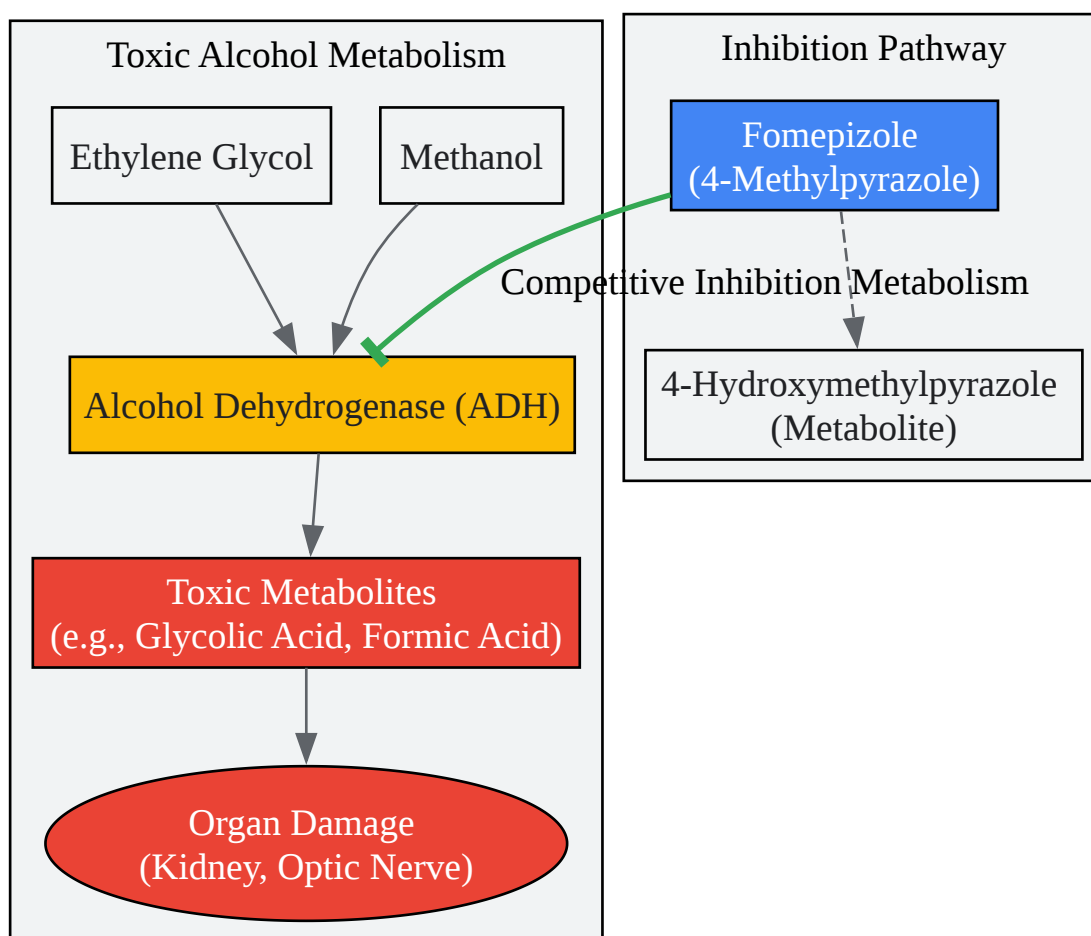 Toxic Alcohol Metabolism
Ethylene Glycol
Methanol
Alcohol Dehydrogenase (ADH)
Toxic Metabolites
(e.g., Glycolic Acid, Formic Acid)
Organ Damage
(Kidney, Optic Nerve)
Inhibition Pathway
Fomepizole
(4-Methylpyrazole)
Competitive Inhibition
Metabolism
4-Hydroxymethylpyrazole
(Metabolite)